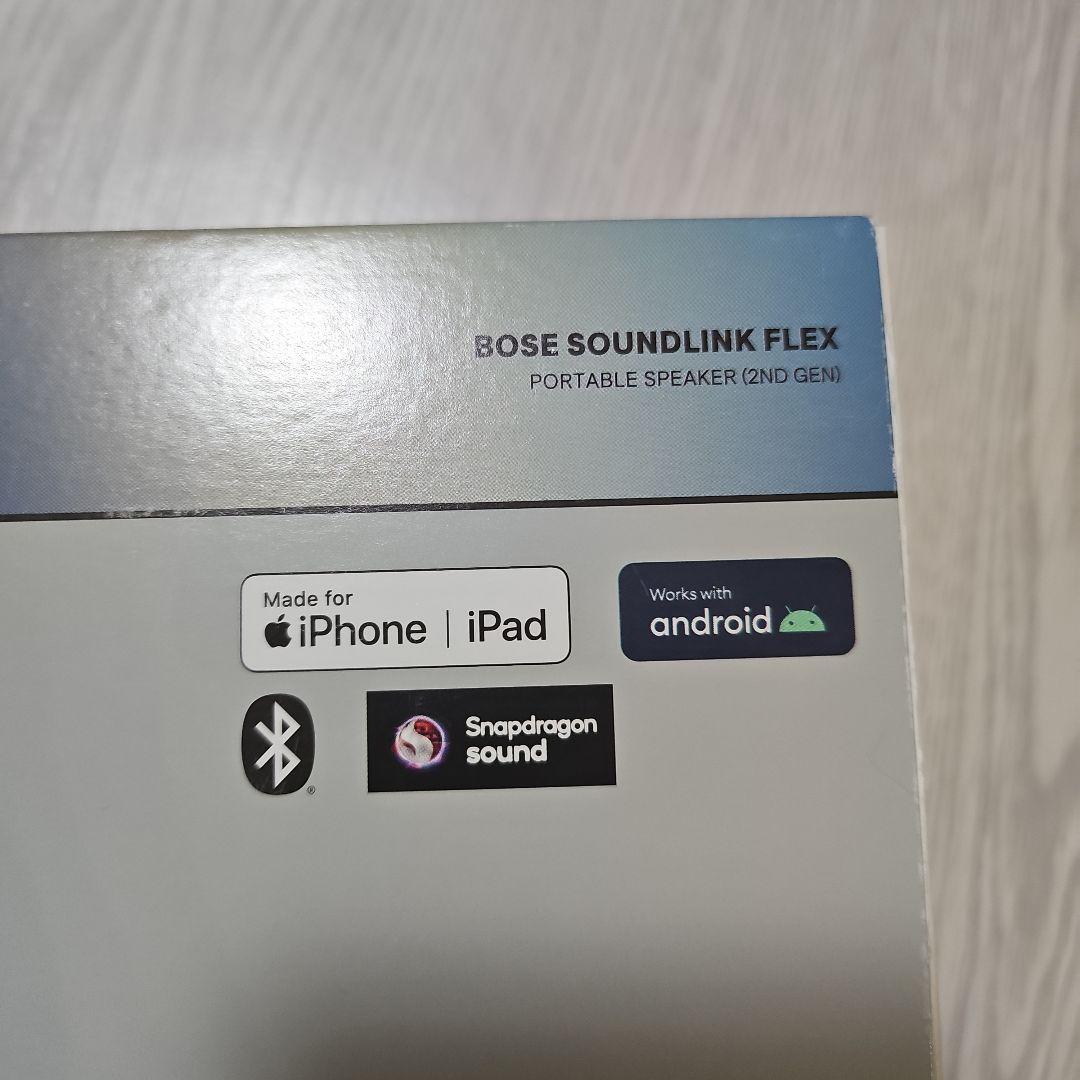 BOSE SOUNDLINK FLEX
PORTABLE SPEAKER (2ND GEN)
Made for
iPhone | iPad
Works with
android
Snapdragon
sound
®